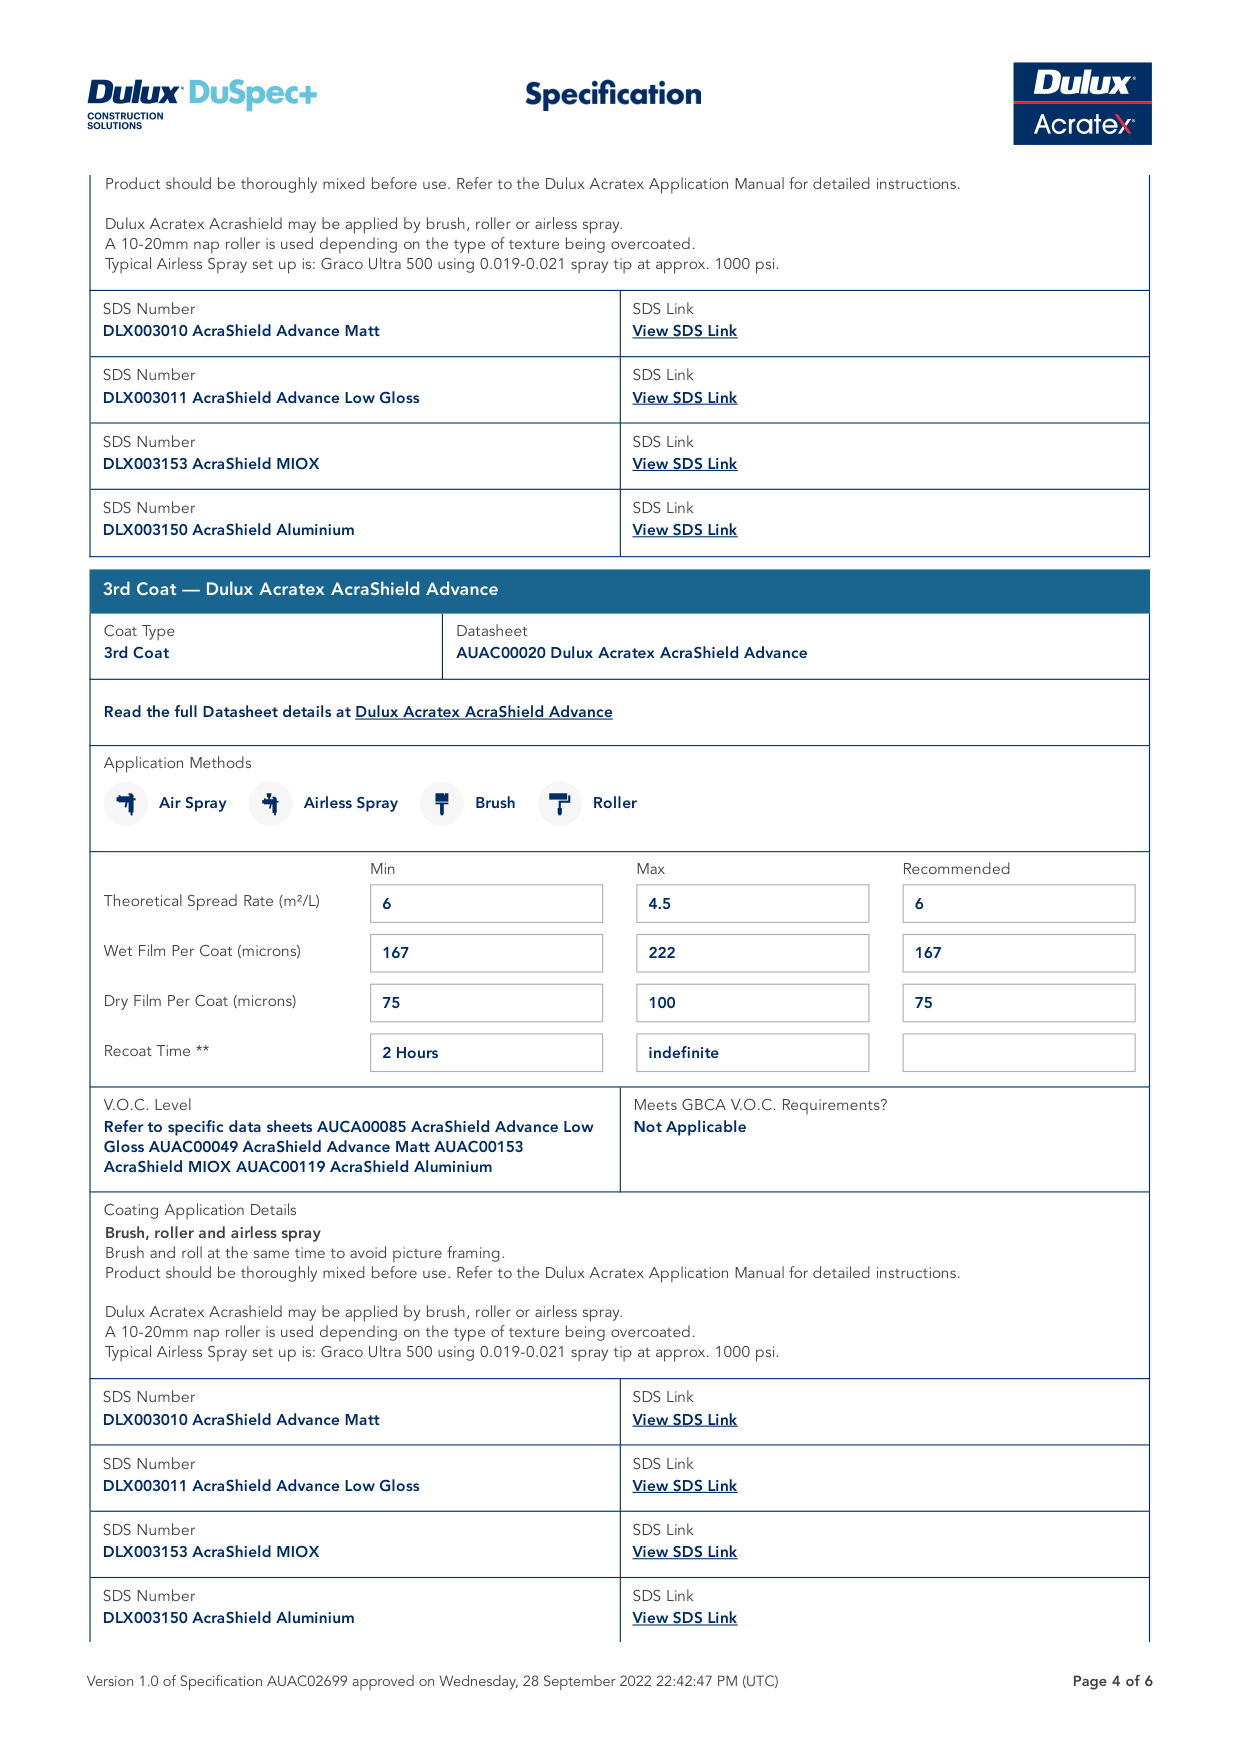 Dulux DuSpec+
CONSTRUCTION
SOLUTIONS
Specification
Dulux
Acratex
Product should be thoroughly mixed before use. Refer to the Dulux Acratex Application Manual for detailed instructions.
Dulux Acratex Acrashield may be applied by brush, roller or airless spray.
A 10-20mm nap roller is used depending on the type of texture being overcoated.
Typical Airless Spray set up is: Graco Ultra 500 using 0.019-0.021 spray tip at approx. 1000 psi.
SDS Number SDS Link
DLX003010 AcraShield Advance Matt View SDS Link
SDS Number SDS Link
DLX003011 AcraShield Advance Low Gloss View SDS Link
SDS Number SDS Link
DLX003153 AcraShield MIOX View SDS Link
SDS Number SDS Link
DLX003150 AcraShield Aluminium View SDS Link
3rd Coat — Dulux Acratex AcraShield Advance
Coat Type Datasheet
3rd Coat AUAC00020 Dulux Acratex AcraShield Advance
Read the full Datasheet details at Dulux Acratex AcraShield Advance
Application Methods
Air Spray Airless Spray Brush Roller
Min Max Recommended
Theoretical Spread Rate (m²/L) 6 4.5 6
Wet Film Per Coat (microns) 167 222 167
Dry Film Per Coat (microns) 75 100 75
Recoat Time ** 2 Hours indefinite
V.O.C. Level Meets GBCA V.O.C. Requirements?
Refer to specific data sheets AUCA00085 AcraShield Advance Low Not Applicable
Gloss AUAC00049 AcraShield Advance Matt AUAC00153
AcraShield MIOX AUAC00119 AcraShield Aluminium
Coating Application Details
Brush, roller and airless spray
Brush and roll at the same time to avoid picture framing.
Product should be thoroughly mixed before use. Refer to the Dulux Acratex Application Manual for detailed instructions.
Dulux Acratex Acrashield may be applied by brush, roller or airless spray.
A 10-20mm nap roller is used depending on the type of texture being overcoated.
Typical Airless Spray set up is: Graco Ultra 500 using 0.019-0.021 spray tip at approx. 1000 psi.
SDS Number SDS Link
DLX003010 AcraShield Advance Matt View SDS Link
SDS Number SDS Link
DLX003011 AcraShield Advance Low Gloss View SDS Link
SDS Number SDS Link
DLX003153 AcraShield MIOX View SDS Link
SDS Number SDS Link
DLX003150 AcraShield Aluminium View SDS Link
Version 1.0 of Specification AUAC02699 approved on Wednesday, 28 September 2022 22:42:47 PM (UTC) Page 4 of 6